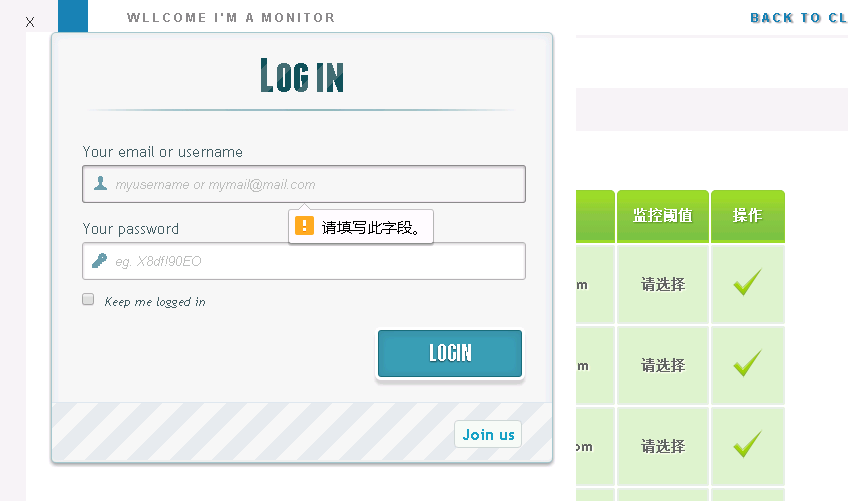 X
WLLCOME I'M A MONITOR
BACK TO CL
LOG IN
Your email or username
myusername or mymail@mail.com
请填写此字段。
Your password
eg. X8df!90EO
Keep me logged in
LOGIN
Join us
监控阈值 操作
m 请选择
m 请选择
om 请选择